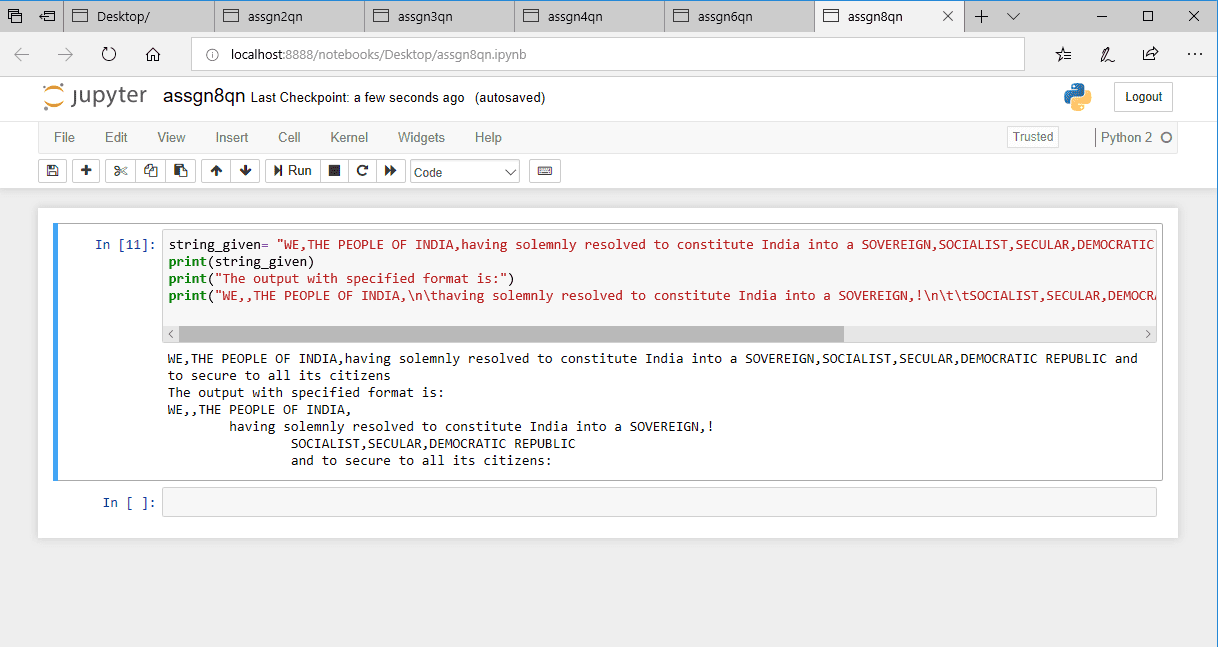 Desktop/ assgn2qn assgn3qn assgn4qn assgn6qn assgn8qn
localhost:8888/notebooks/Desktop/assgn8qn.ipynb
jupyter assgn8qn Last Checkpoint: a few seconds ago (autosaved) Logout
File Edit View Insert Cell Kernel Widgets Help Trusted Python 2
Run Code
In [11]: string_given= "WE,THE PEOPLE OF INDIA,having solemnly resolved to constitute India into a SOVEREIGN,SOCIALIST,SECULAR,DEMOCRATIC
print(string_given)
print("The output with specified format is:")
print("WE,,THE PEOPLE OF INDIA,\n\thaving solemnly resolved to constitute India into a SOVEREIGN,!\n\t\tSOCIALIST,SECULAR,DEMOCR
WE,THE PEOPLE OF INDIA,having solemnly resolved to constitute India into a SOVEREIGN,SOCIALIST,SECULAR,DEMOCRATIC REPUBLIC and
to secure to all its citizens
The output with specified format is:
WE,,THE PEOPLE OF INDIA,
having solemnly resolved to constitute India into a SOVEREIGN,!
SOCIALIST,SECULAR,DEMOCRATIC REPUBLIC
and to secure to all its citizens:
In [ ]: